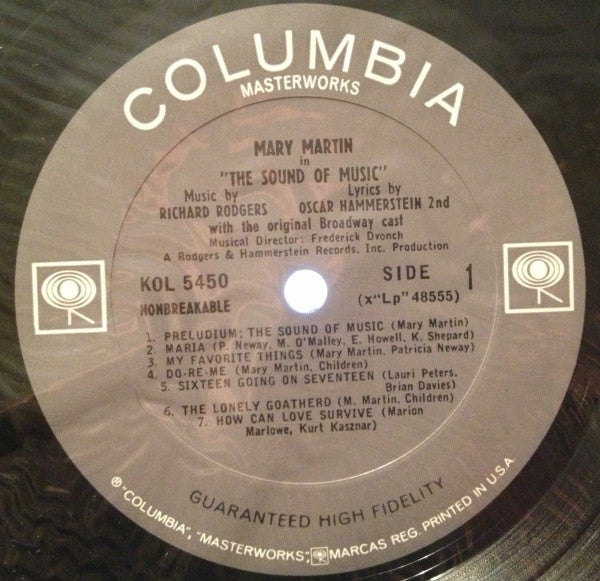 COLUMBIA
MASTERWORKS
MARY MARTIN
in
"THE SOUND OF MUSIC"
Music by Lyrics by
RICHARD RODGERS OSCAR HAMMERSTEIN 2nd
with the original Broadway cast
Musical Director: Frederick Dvonch
A Rodgers & Hammerstein Records, Inc. Production
KOL 5450 SIDE 1
NONBREAKABLE (x"Lp" 48555)
1. PRELUDIUM; THE SOUND OF MUSIC (Mary Martin)
2. MARIA (P. Neway, M. O'Malley, E. Howell, K. Shepard)
3. MY FAVORITE THINGS (Mary Martin, Patricia Neway)
4. DO-RE-ME (Mary Martin, Children)
5. SIXTEEN GOING ON SEVENTEEN (Lauri Peters,
Brian Davies)
6. THE LONELY GOATHERD (M. Martin, Children)
7. HOW CAN LOVE SURVIVE (Marion
Marlowe, Kurt Kasznar)
GUARANTEED HIGH FIDELITY
® "COLUMBIA", "MASTERWORKS", MARCAS REG. PRINTED IN U.S.A.